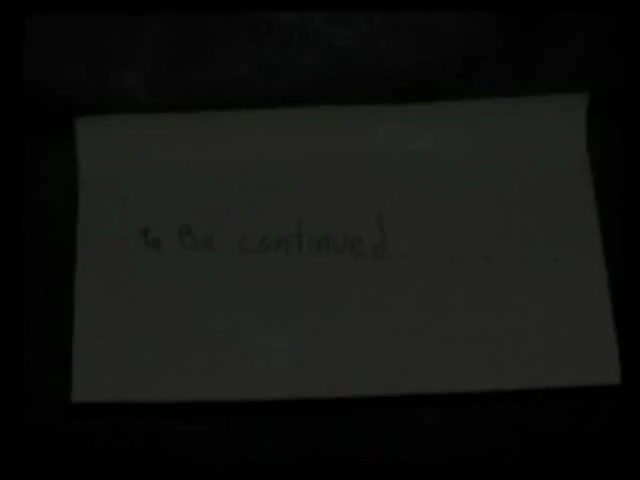 To Be continued. . . .